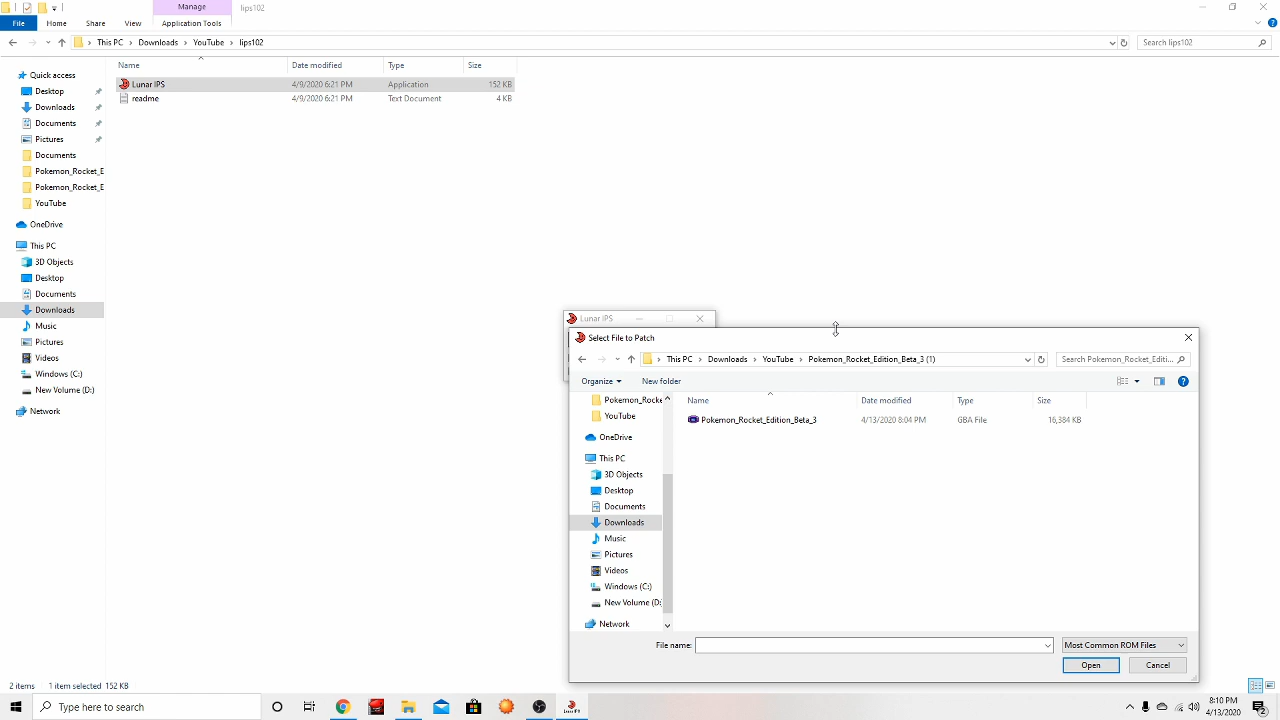 Manage
lips102
File
Home
Share
View
Application Tools
This PC
Downloads
YouTube
lips102
Search lips102
Name
Date modified
Type
Size
Lunar IPS
4/9/2020 6:21 PM
Application
152 KB
readme
4/9/2020 6:21 PM
Text Document
4 KB
Quick access
Desktop
Downloads
Documents
Pictures
Documents
Pokemon_Rocket_E
Pokemon_Rocket_E
YouTube
OneDrive
This PC
3D Objects
Desktop
Documents
Downloads
Music
Pictures
Videos
Windows (C:)
New Volume (D:)
Network
Lunar IPS
Select File to Patch
This PC
Downloads
YouTube
Pokemon_Rocket_Edition_Beta_3 (1)
Search Pokemon_Rocket_Editi...
Organize
New folder
Name
Date modified
Type
Size
Pokemon_Rocket_Edition_Beta_3
4/13/2020 8:04 PM
GBA File
16,384 KB
Pokemon_Rocke
YouTube
OneDrive
This PC
3D Objects
Desktop
Documents
Downloads
Music
Pictures
Videos
Windows (C:)
New Volume (D:
Network
File name:
Most Common ROM Files
Open
Cancel
2 items
1 item selected 152 KB
Type here to search
8:10 PM
4/13/2020
2